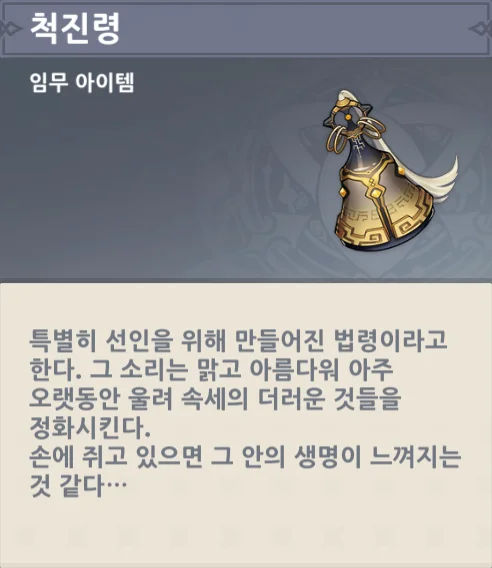 척진령
임무 아이템
특별히 선인을 위해 만들어진 법령이라고
한다. 그 소리는 맑고 아름다워 아주
오랫동안 울려 속세의 더러운 것들을
정화시킨다.
손에 쥐고 있으면 그 안의 생명이 느껴지는
것 같다…